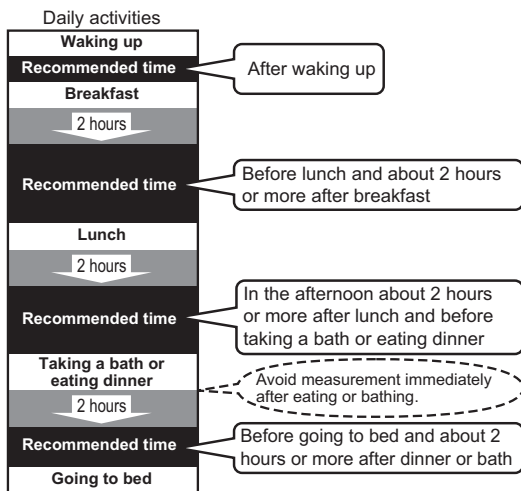 Daily activities
Waking up
Recommended time
After waking up
Breakfast
2 hours
Recommended time
Before lunch and about 2 hours
or more after breakfast
Lunch
2 hours
Recommended time
In the afternoon about 2 hours
or more after lunch and before
taking a bath or eating dinner
Taking a bath or
eating dinner
Avoid measurement immediately
after eating or bathing.
2 hours
Recommended time
Before going to bed and about 2
hours or more after dinner or bath
Going to bed